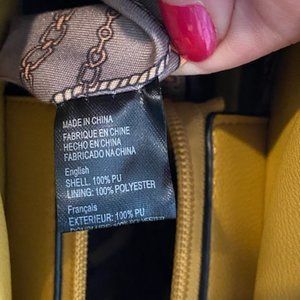 MADE IN CHINA
FABRIQUE EN CHINE
HECHO EN CHINA
FABRICADO NA CHINA
English
SHELL: 100% PU
LINING: 100% POLYESTER
Français
EXTERIEUR: 100% PU